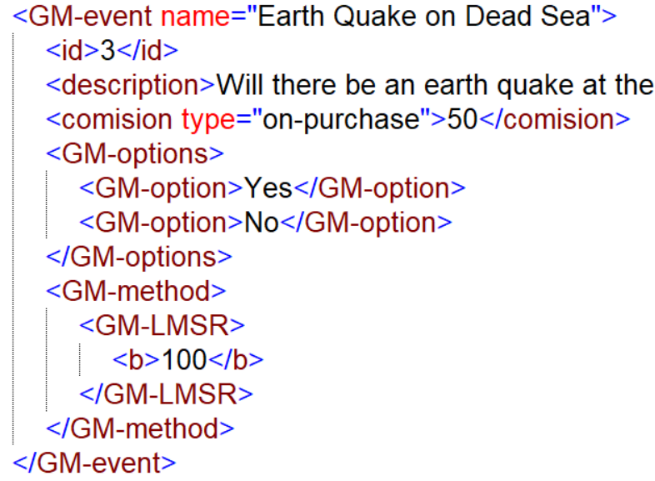 <GM-event name="Earth Quake on Dead Sea">
<id>3</id>
<description>Will there be an earth quake at the
<comision type="on-purchase">50</comision>
<GM-options>
<GM-option>Yes</GM-option>
<GM-option>No</GM-option>
</GM-options>
<GM-method>
<GM-LMSR>
<b>100</b>
</GM-LMSR>
</GM-method>
</GM-event>